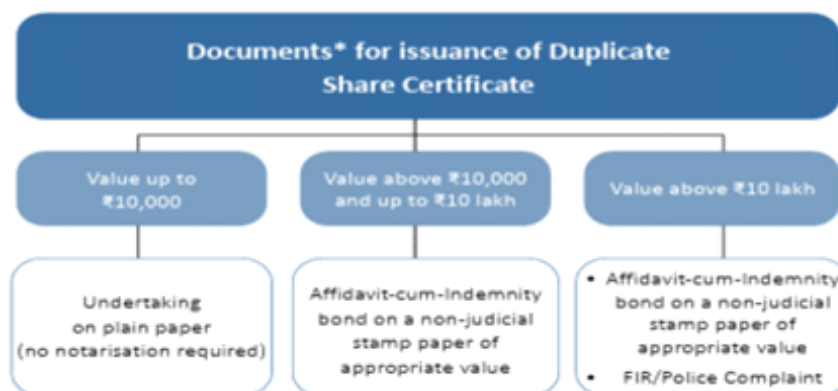 Documents* for issuance of Duplicate
Share Certificate
Value up to
₹10,000
Value above ₹10,000
and up to ₹10 lakh
Value above ₹10 lakh
Undertaking
on plain paper
(no notarisation required)
Affidavit-cum-Indemnity
bond on a non-judicial
stamp paper of
appropriate value
• Affidavit-cum-Indemnity
bond on a non-judicial
stamp paper of
appropriate value
• FIR/Police Complaint